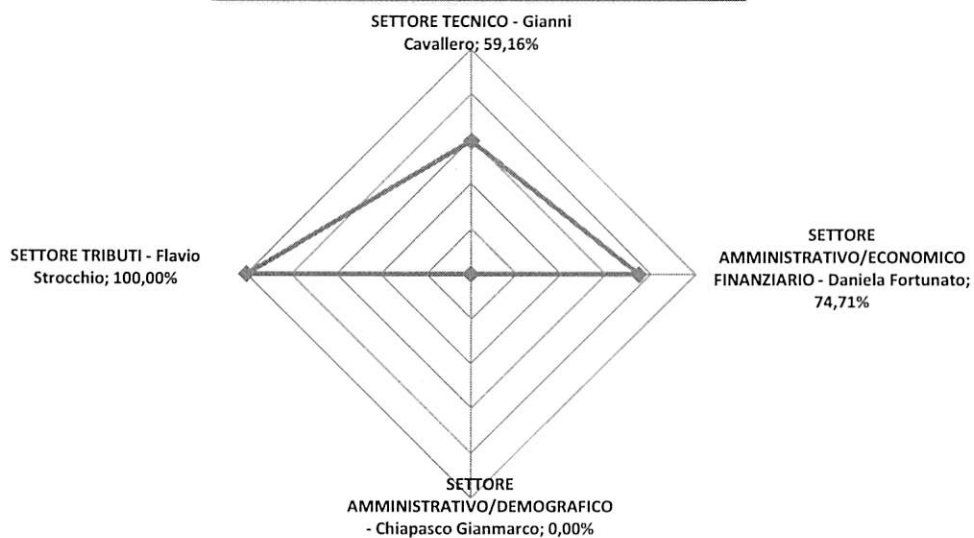 SETTORE TECNICO - Gianni
Cavallero; 59,16%
SETTORE TRIBUTI - Flavio
Strocchio; 100,00%
SETTORE
AMMINISTRATIVO/ECONOMICO
FINANZIARIO - Daniela Fortunato;
74,71%
SETTORE
AMMINISTRATIVO/DEMOGRAFICO
- Chiapasco Gianmarco; 0,00%